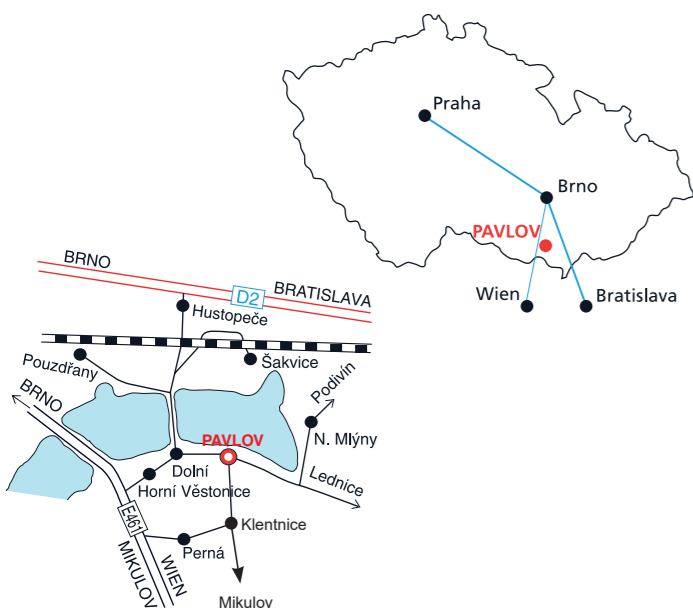 Praha
Brno
PAVLOV
Wien
Bratislava
BRNO
D2
BRATISLAVA
Hustopeče
Šakvice
Pouzdřany
Podivín
BRNO
PAVLOV
N. Mlýny
Dolní
Lednice
Horní Věstonice
E461
Klentnice
Perná
MIKULOV
WIEN
Mikulov